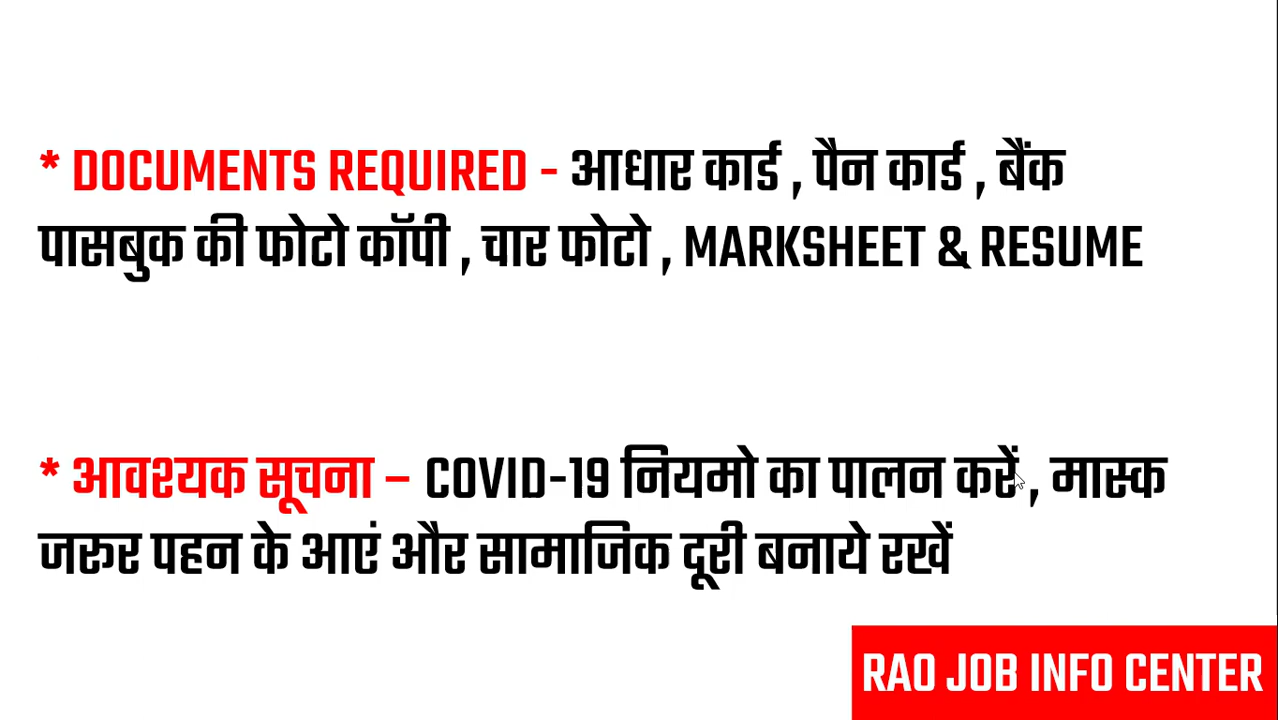 * DOCUMENTS REQUIRED - आधार कार्ड , पैन कार्ड , बैंक
पासबुक की फोटो कॉपी , चार फोटो , MARKSHEET & RESUME
* आवश्यक सूचना – COVID-19 नियमो का पालन करें , मास्क
जरूर पहन के आएं और सामाजिक दूरी बनाये रखें
RAO JOB INFO CENTER